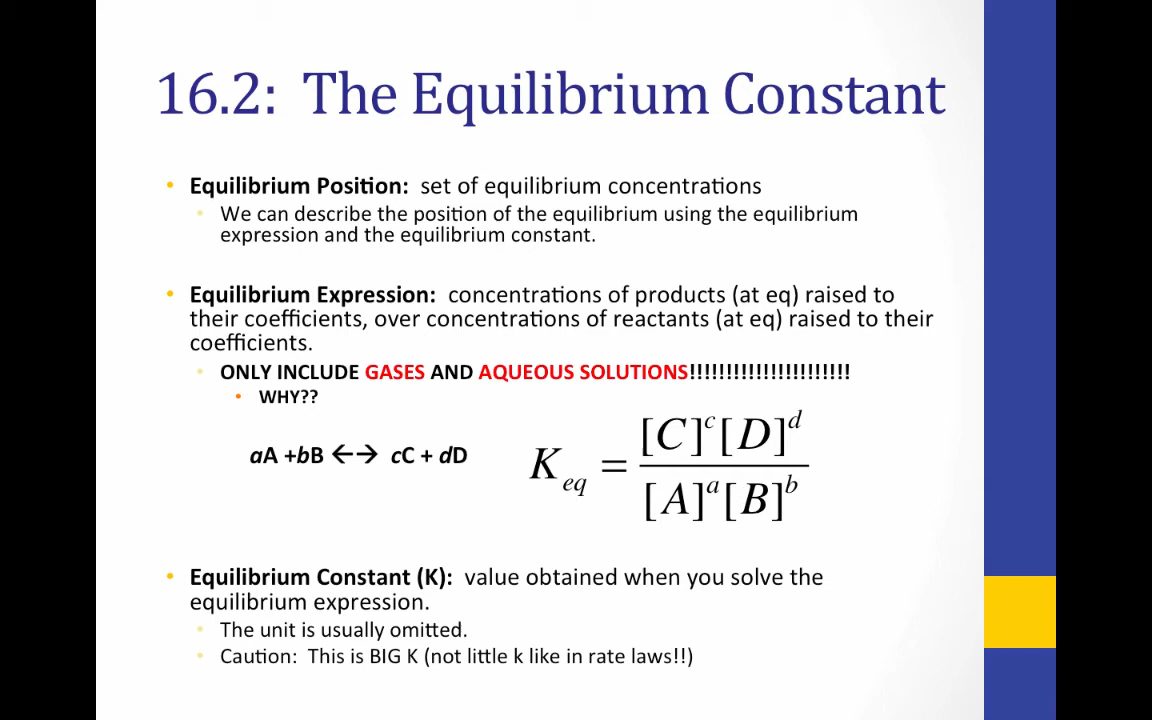 16.2: The Equilibrium Constant
• Equilibrium Position: set of equilibrium concentrations
• We can describe the position of the equilibrium using the equilibrium
expression and the equilibrium constant.
• Equilibrium Expression: concentrations of products (at eq) raised to
their coefficients, over concentrations of reactants (at eq) raised to their
coefficients.
• ONLY INCLUDE GASES AND AQUEOUS SOLUTIONS!!!!!!!!!!!!!!!!!!!!!!
• WHY??
aA +bB ←→ cC + dD
K_eq = [C]^c[D]^d / [A]^a[B]^b
• Equilibrium Constant (K): value obtained when you solve the
equilibrium expression.
• The unit is usually omitted.
• Caution: This is BIG K (not little k like in rate laws!!)